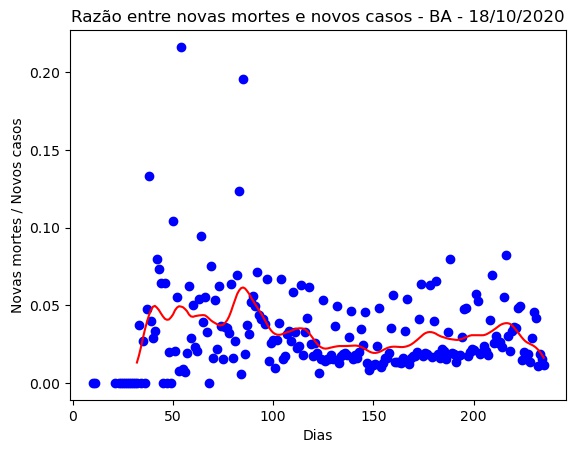 Razão entre novas mortes e novos casos - BA - 18/10/2020
Novas mortes / Novos casos
0.20
0.15
0.10
0.05
0.00
0 50 100 150 200
Dias